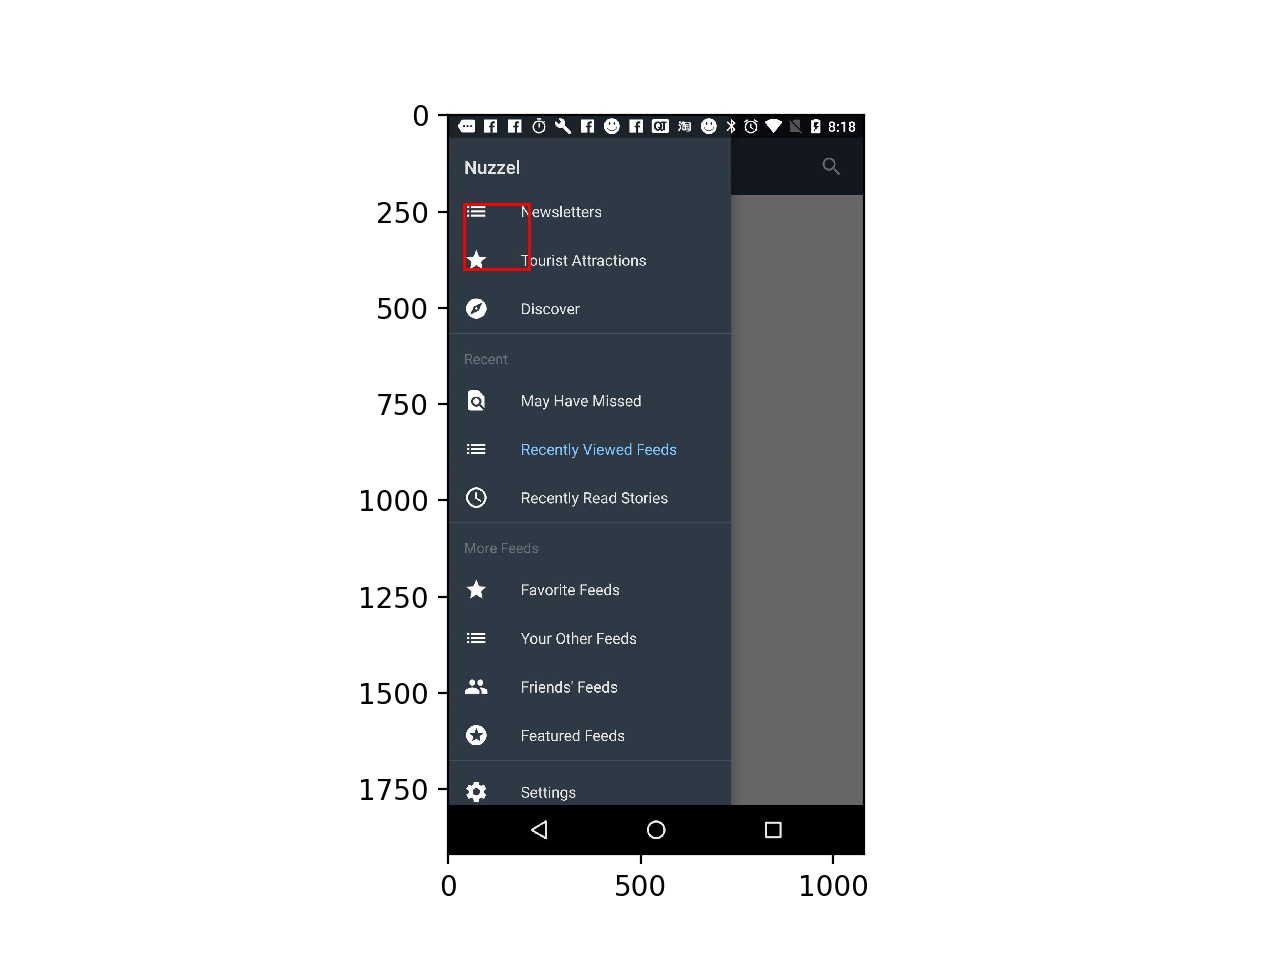 0
8:18
Nuzzel
250
Newsletters
Tourist Attractions
500
Discover
Recent
750
May Have Missed
Recently Viewed Feeds
1000
Recently Read Stories
More Feeds
1250
Favorite Feeds
Your Other Feeds
1500
Friends' Feeds
Featured Feeds
1750
Settings
0
500
1000